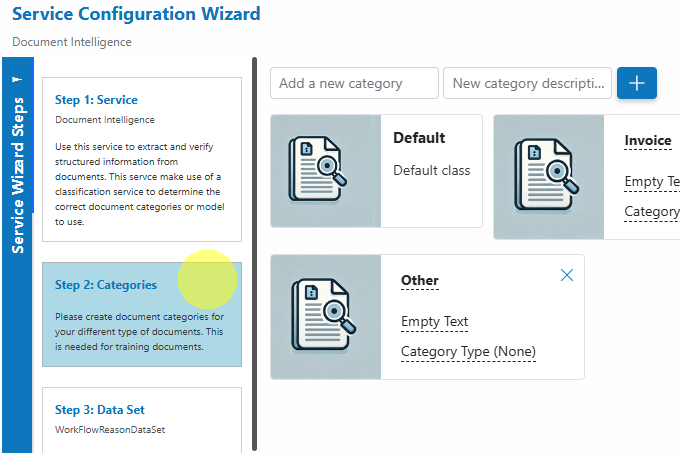 Service Configuration Wizard
Document Intelligence
Service Wizard Steps
Step 1: Service
Document Intelligence
Use this service to extract and verify
structured information from
documents. This servce make use of a
classification service to determine the
correct document categories or model
to use.
Step 2: Categories
Please create document categories for
your different type of documents. This
is needed for training documents.
Step 3: Data Set
WorkFlowReasonDataSet
Add a new category
New category descripti...
Default
Default class
Invoice
Empty Te
Category
Other
Empty Text
Category Type (None)